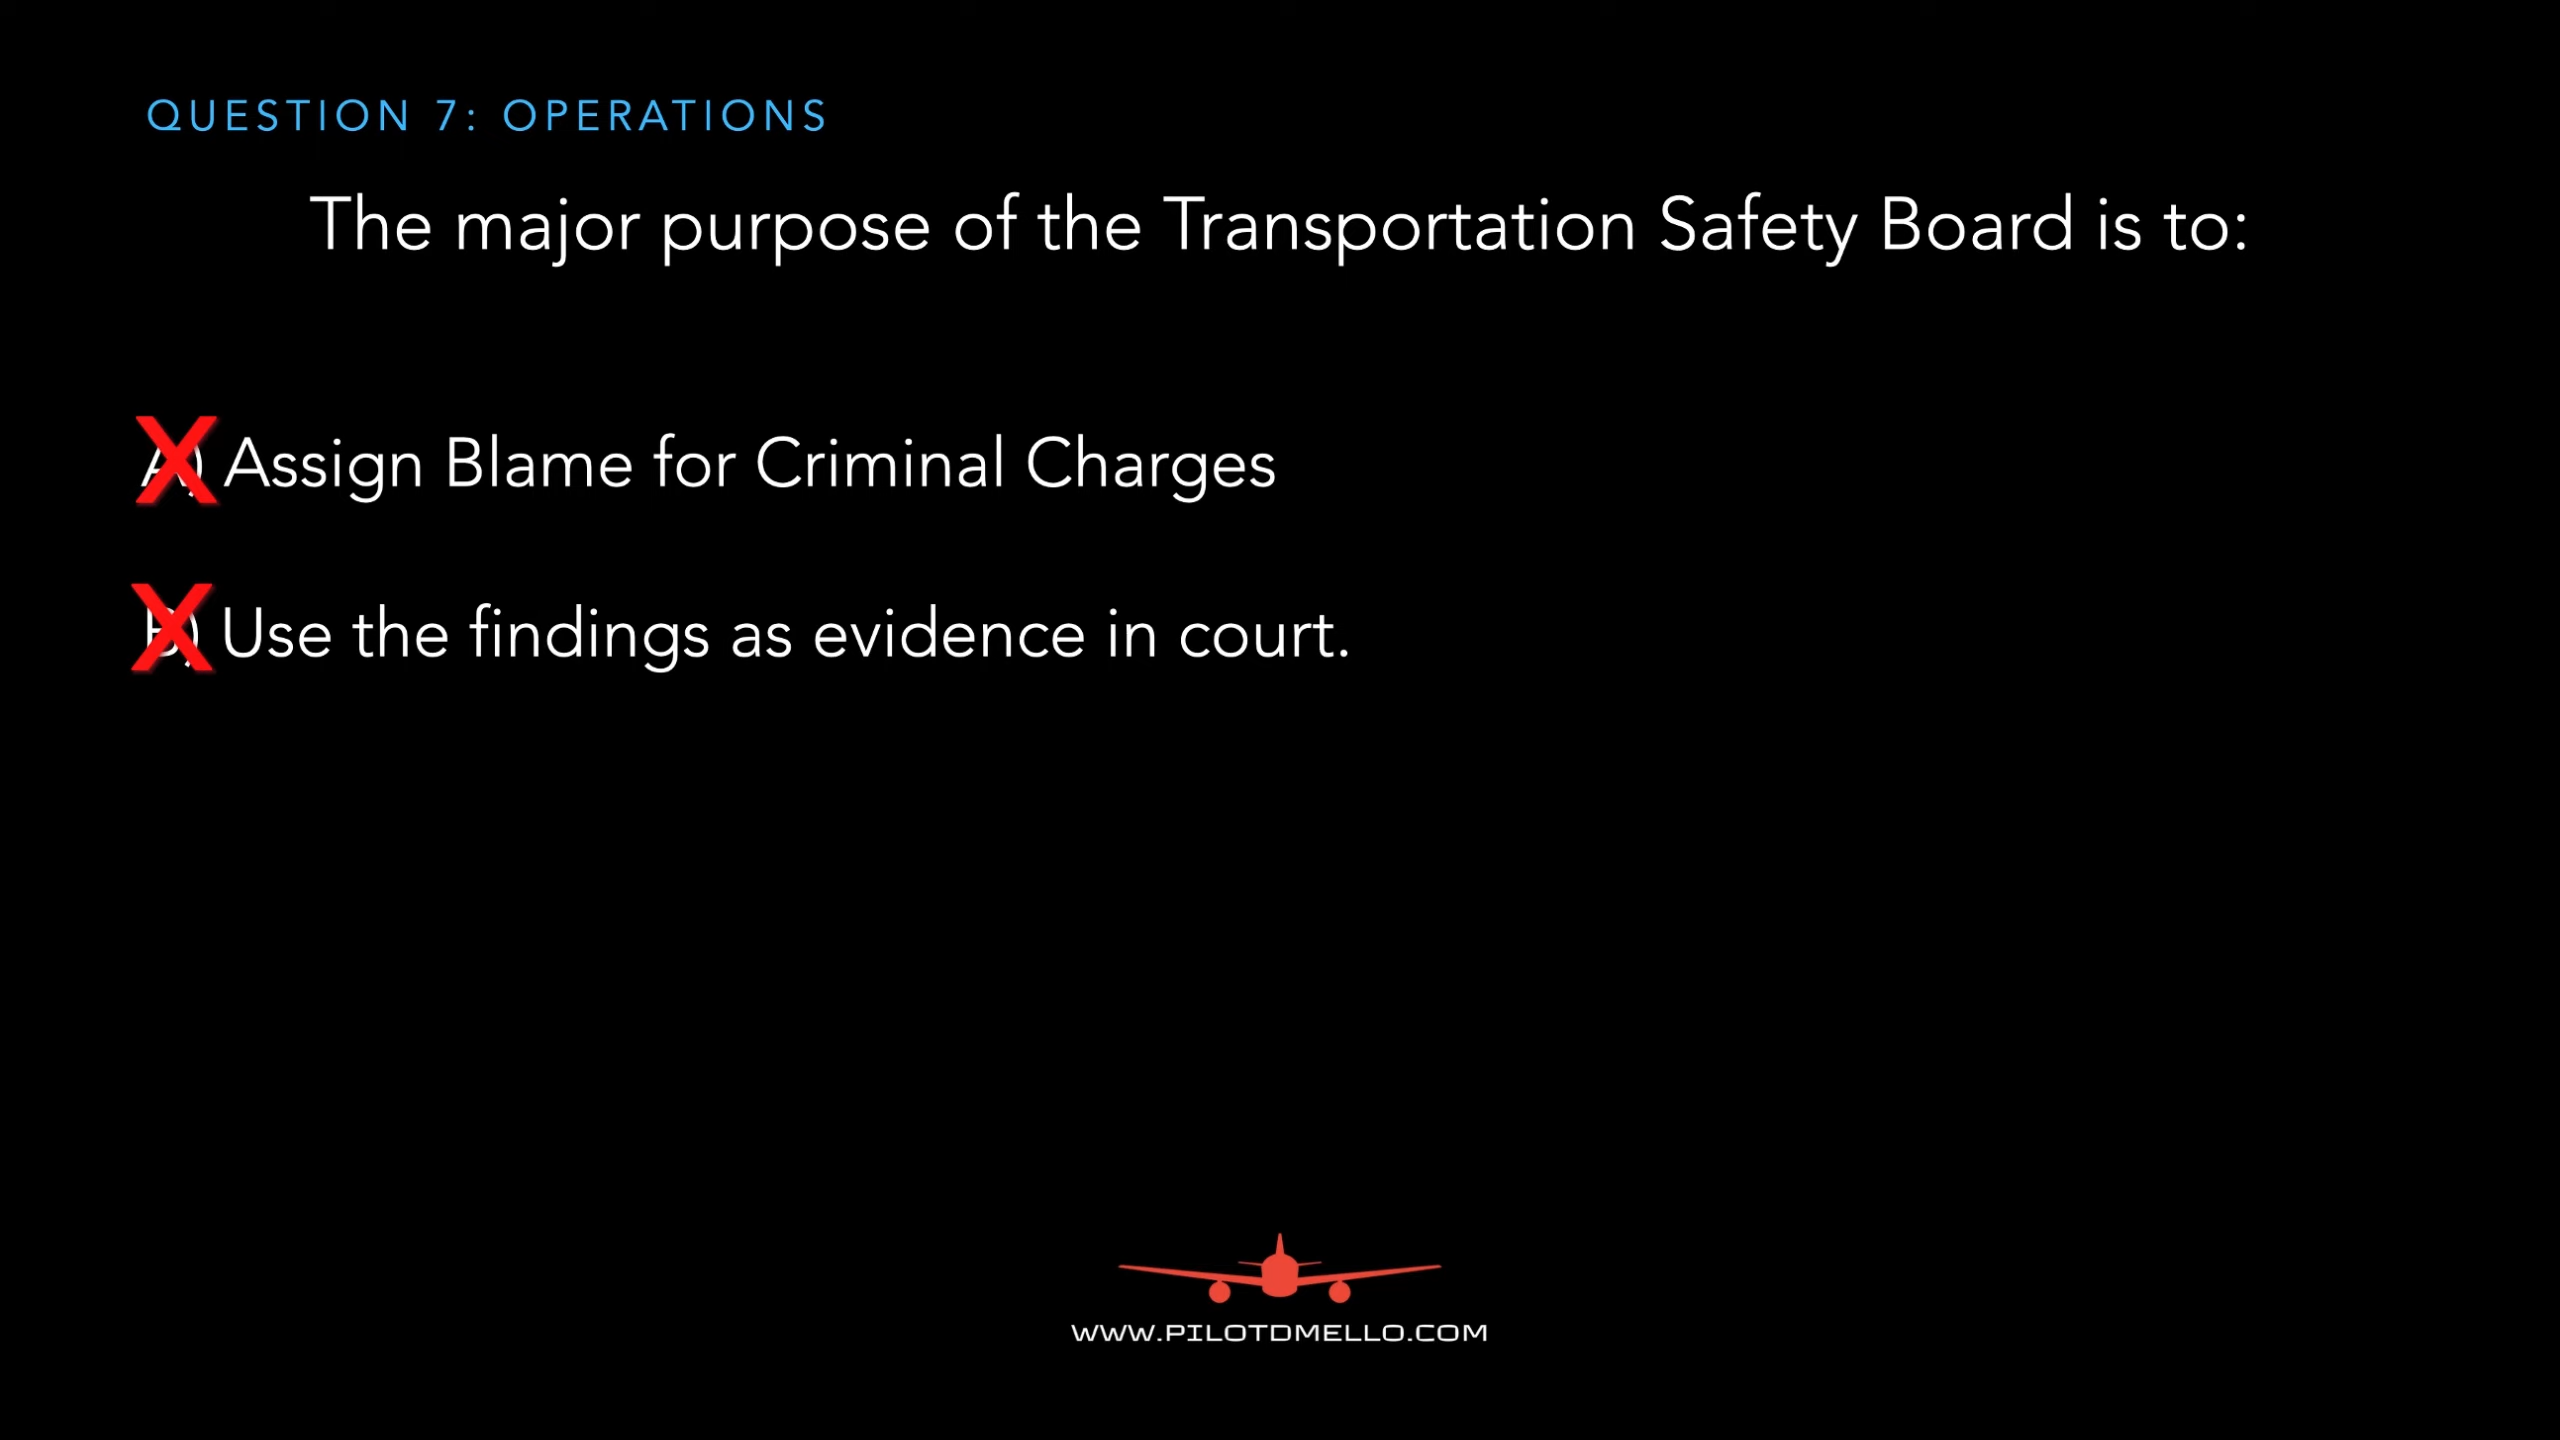 QUESTION 7: OPERATIONS
The major purpose of the Transportation Safety Board is to:
A) Assign Blame for Criminal Charges
B) Use the findings as evidence in court.
WWW.PILOTDMELLO.COM